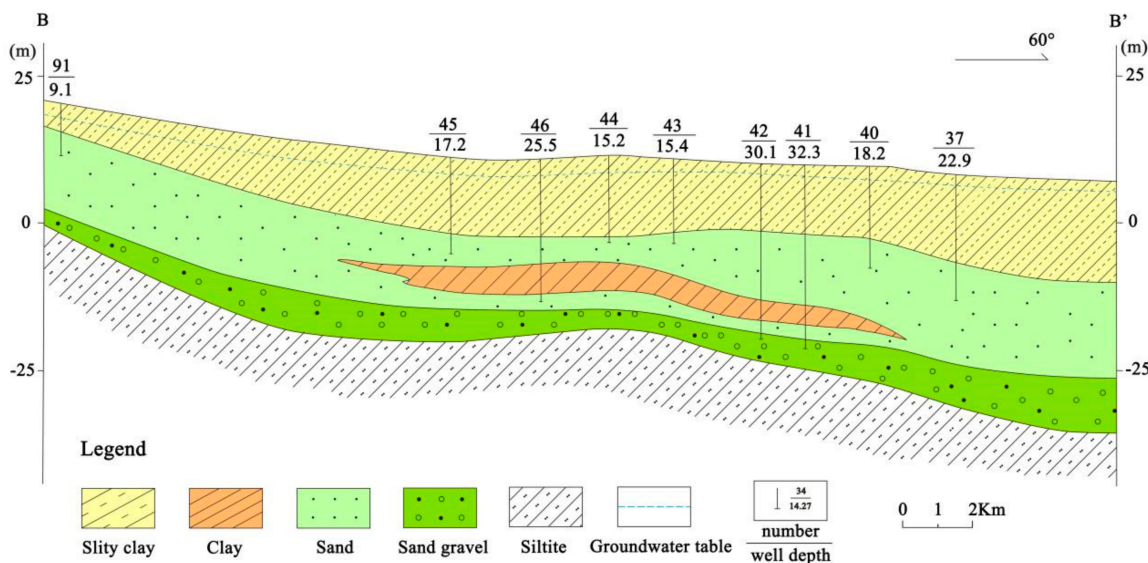 B
B’
(m)
(m)
60°
25
25
91
9.1
45
17.2
46
25.5
44
15.2
43
15.4
42
30.1
41
32.3
40
18.2
37
22.9
0
0
-25
-25
Legend
34
14.27
0 1 2Km
Slity clay
Clay
Sand
Sand gravel
Siltite
Groundwater table
number
well depth